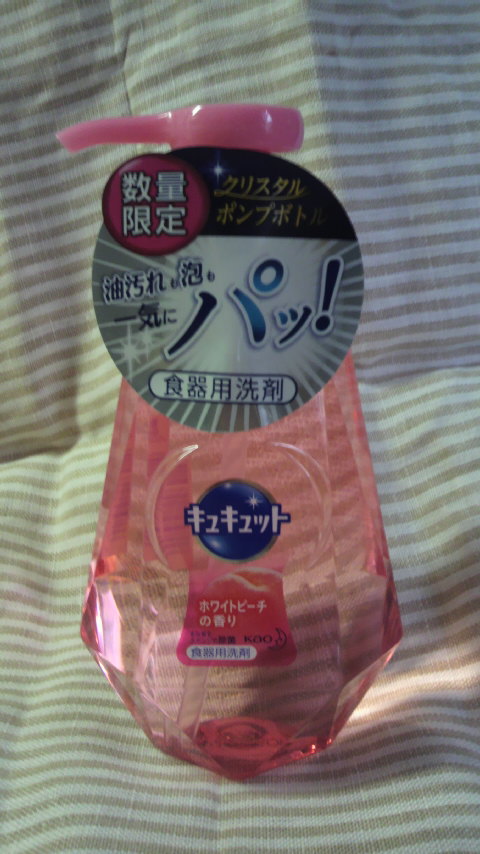 数量
限定
クリスタル
ポンプボトル
油汚れも泡も
一気に
パッ!
食器用洗剤
キュキュット
ホワイトピーチ
の香り
除菌 Kao
食器用洗剤